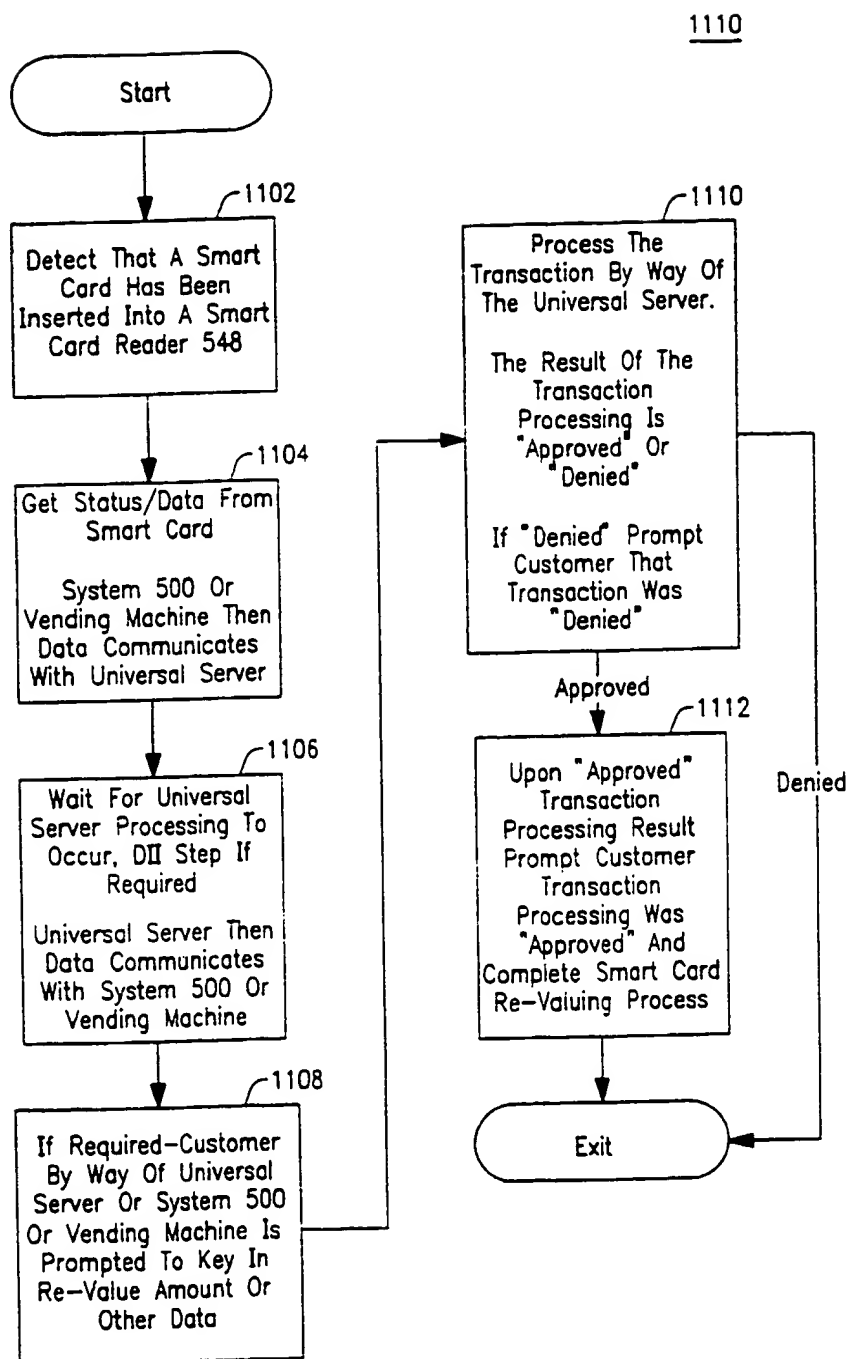 1110
Start
1102
Detect That A Smart
Card Has Been
Inserted Into A Smart
Card Reader 548
1104
Get Status/Data From
Smart Card
System 500 Or
Vending Machine Then
Data Communicates
With Universal Server
1106
Wait For Universal
Server Processing To
Occur, DII Step If
Required
Universal Server Then
Data Communicates
With System 500 Or
Vending Machine
1108
If Required-Customer
By Way Of Universal
Server Or System 500
Or Vending Machine Is
Prompted To Key In
Re-Value Amount Or
Other Data
1110
Process The
Transaction By Way Of
The Universal Server.
The Result Of The
Transaction
Processing Is
"Approved" Or
"Denied"
If "Denied" Prompt
Customer That
Transaction Was
"Denied"
Approved
Denied
1112
Upon "Approved"
Transaction
Processing Result
Prompt Customer
Transaction
Processing Was
"Approved" And
Complete Smart Card
Re-Valuing Process
Exit